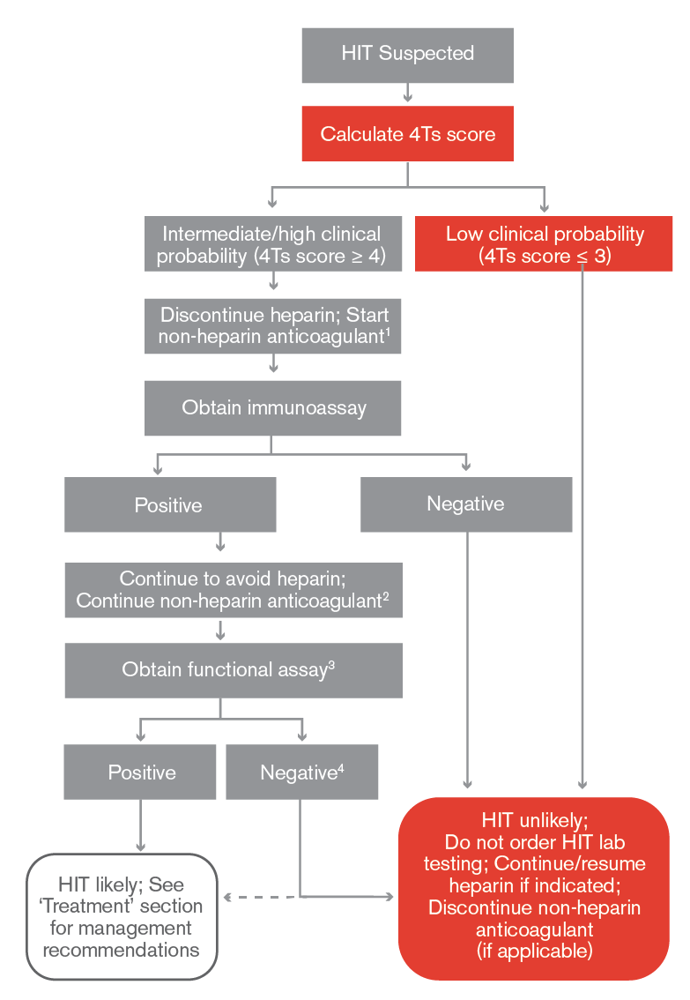 HIT Suspected
Calculate 4Ts score
Intermediate/high clinical
probability (4Ts score ≥ 4)
Low clinical probability
(4Ts score ≤ 3)
Discontinue heparin; Start
non-heparin anticoagulant¹
Obtain immunoassay
Positive
Negative
Continue to avoid heparin;
Continue non-heparin anticoagulant²
Obtain functional assay³
Positive
Negative⁴
HIT likely; See
‘Treatment’ section
for management
recommendations
HIT unlikely;
Do not order HIT lab
testing; Continue/resume
heparin if indicated;
Discontinue non-heparin
anticoagulant
(if applicable)